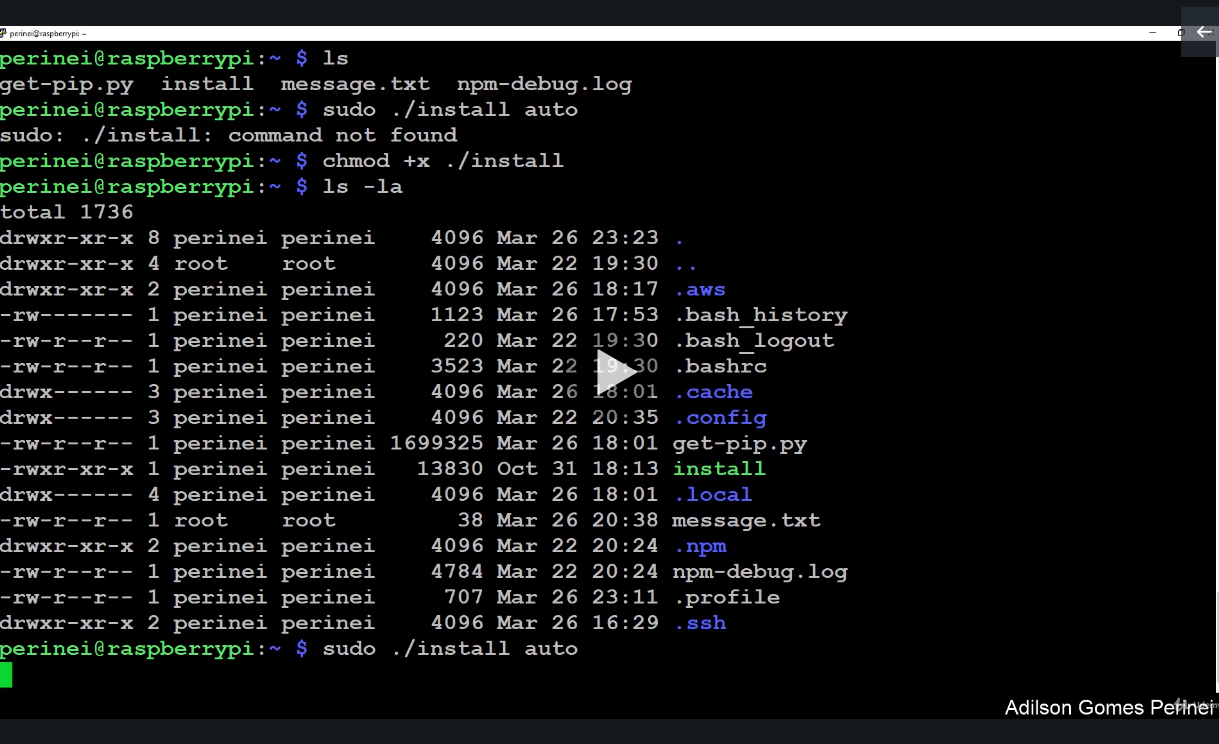 perinei@raspberrypi: ~
perinei@raspberrypi:~ $ ls
get-pip.py  install  message.txt  npm-debug.log
perinei@raspberrypi:~ $ sudo ./install auto
sudo: ./install: command not found
perinei@raspberrypi:~ $ chmod +x ./install
perinei@raspberrypi:~ $ ls -la
total 1736
drwxr-xr-x 8 perinei perinei    4096 Mar 26 23:23 .
drwxr-xr-x 4 root    root       4096 Mar 22 19:30 ..
drwxr-xr-x 2 perinei perinei    4096 Mar 26 18:17 .aws
-rw------- 1 perinei perinei    1123 Mar 26 17:53 .bash_history
-rw-r--r-- 1 perinei perinei     220 Mar 22 19:30 .bash_logout
-rw-r--r-- 1 perinei perinei    3523 Mar 22 19:30 .bashrc
drwx------ 3 perinei perinei    4096 Mar 26 18:01 .cache
drwx------ 3 perinei perinei    4096 Mar 22 20:35 .config
-rw-r--r-- 1 perinei perinei 1699325 Mar 26 18:01 get-pip.py
-rwxr-xr-x 1 perinei perinei   13830 Oct 31 18:13 install
drwx------ 4 perinei perinei    4096 Mar 26 18:01 .local
-rw-r--r-- 1 root    root         38 Mar 26 20:38 message.txt
drwxr-xr-x 2 perinei perinei    4096 Mar 22 20:24 .npm
-rw-r--r-- 1 perinei perinei    4784 Mar 22 20:24 npm-debug.log
-rw-r--r-- 1 perinei perinei     707 Mar 26 23:11 .profile
drwxr-xr-x 2 perinei perinei    4096 Mar 26 16:29 .ssh
perinei@raspberrypi:~ $ sudo ./install auto
Adilson Gomes Perinei